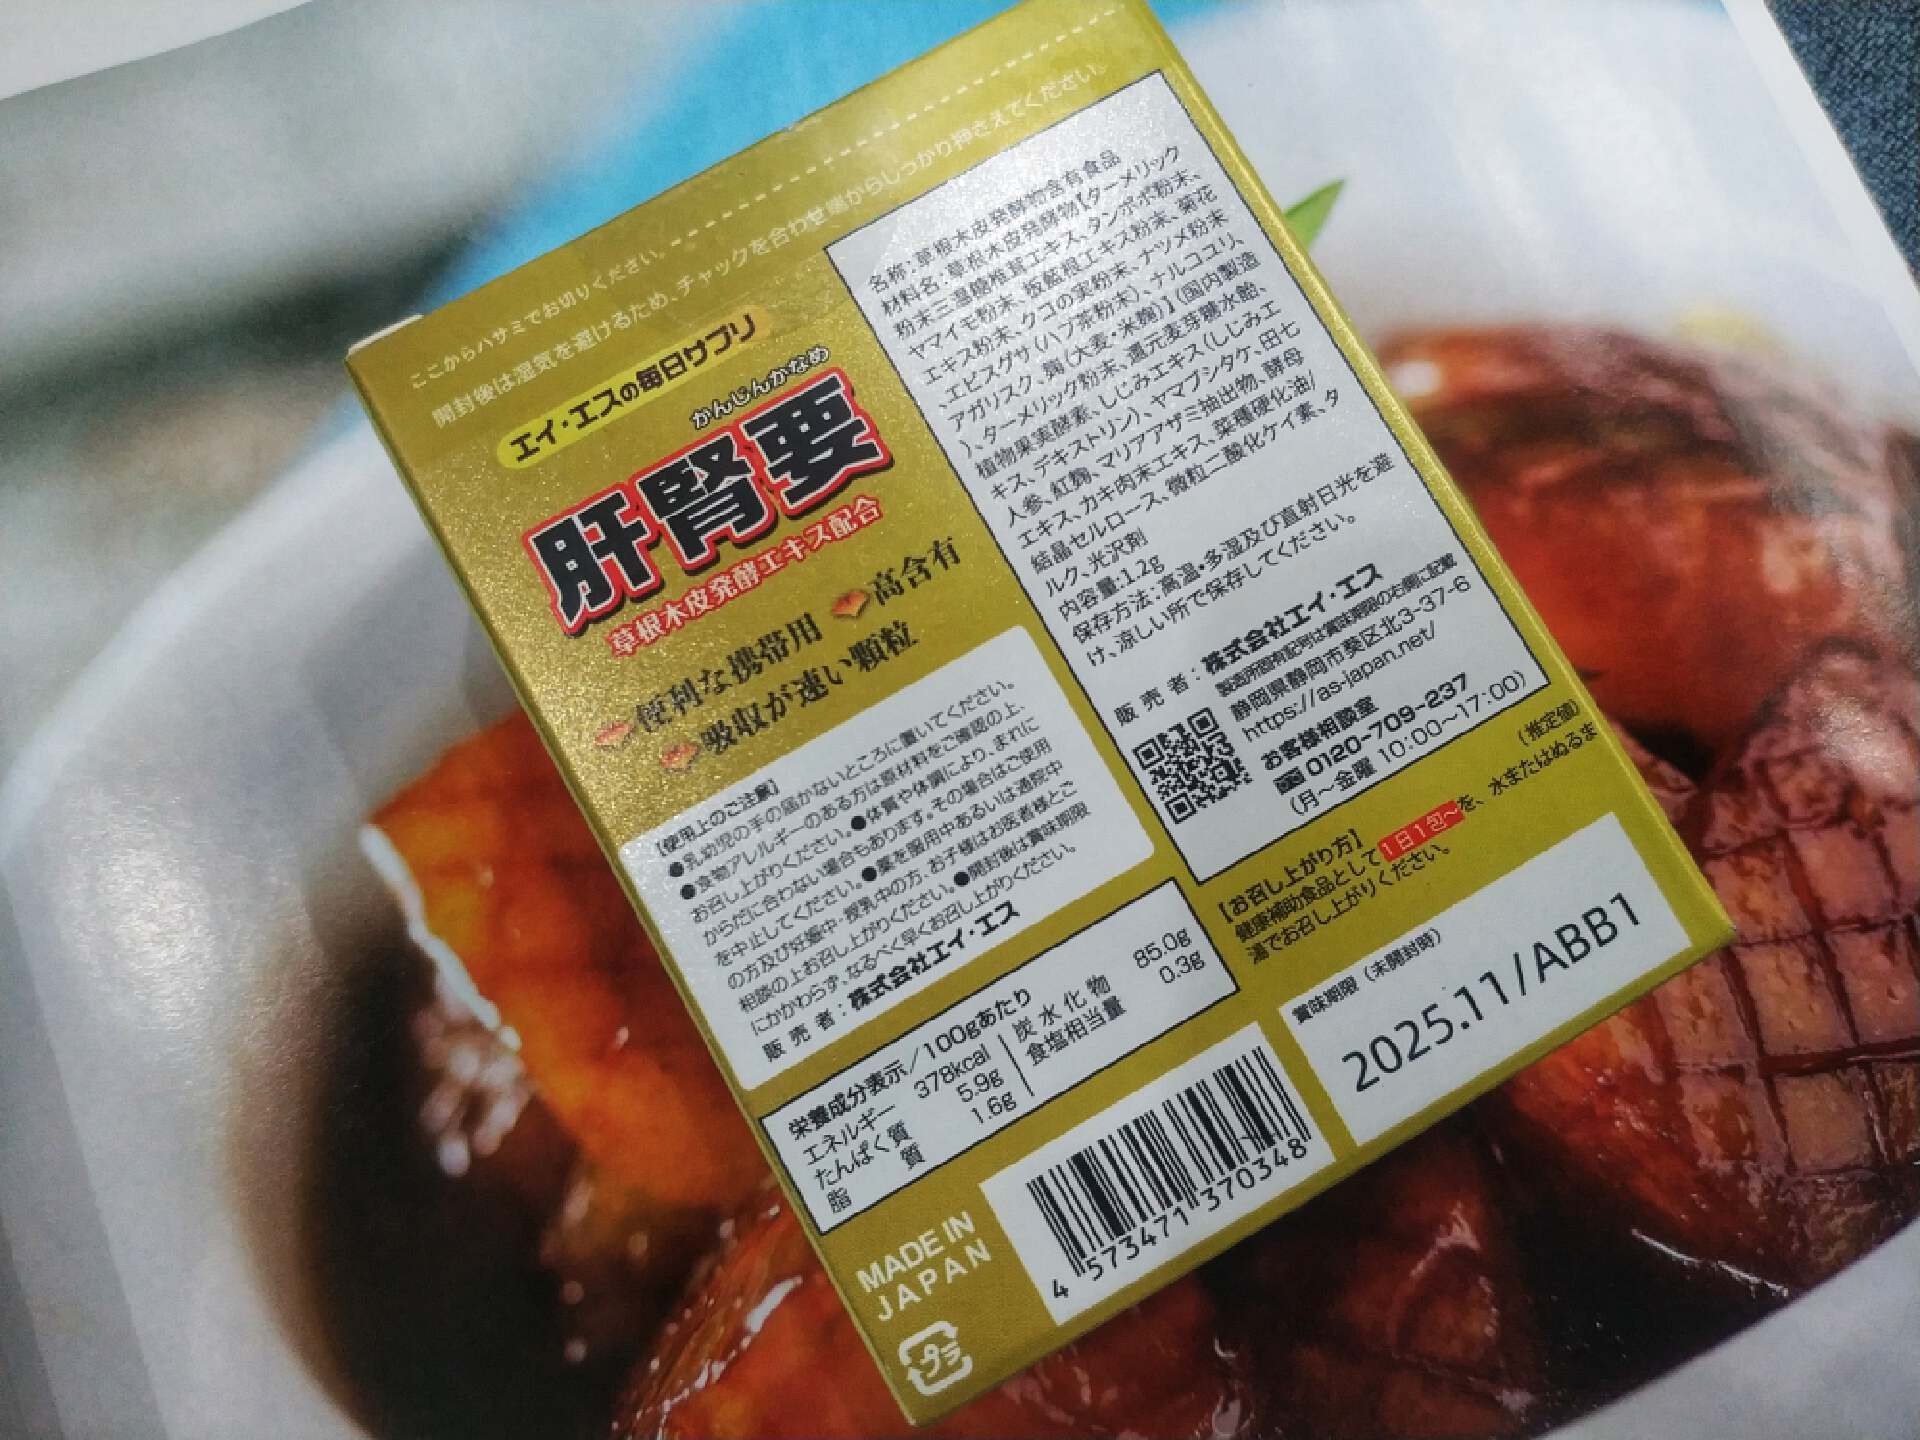 ここからハサミでお切りください。
開封後は湿気を避けるため、チャックを合わせ端からしっかり押さえてください。
エイ・エスの毎日サプリ
かんじんかなめ
肝腎要
草根木皮発酵エキス配合
便利な携帯用 高含有
吸収が速い顆粒
【使用上のご注意】
●乳幼児の手の届かないところに置いてください。
●食物アレルギーのある方は原材料をご確認の上、
お召し上がりください。●体質や体調により、まれに
からだに合わない場合もあります。その場合はご使用
を中止してください。●薬を服用中あるいは通院中
の方及び妊娠中・授乳中の方、お子様はお医者様とご
相談の上お召し上がりください。●開封後は賞味期限
にかかわらず、なるべく早くお召し上がりください。
販売者:株式会社エイ・エス
栄養成分表示/100gあたり
エネルギー 378kcal 炭水化物 85.0g
たんぱく質 5.9g 食塩相当量 0.3g
脂質 1.6g
MADE IN
JAPAN
プラ
4 573471 370348
名称:草根木皮発酵物含有食品
材料名:草根木皮発酵物【ターメリック
粉末三温糖椎茸エキス、タンポポ粉末、
ヤマイモ粉末、板藍根エキス粉末、菊花
エキス粉末、クコの実粉末、ナツメ粉末
、エビスグサ(ハブ茶粉末)、ナルコユリ、
アガリスク、麹(大麦・米麹)】(国内製造
)、ターメリック粉末、還元麦芽糖水飴、
植物果実酵素、しじみエキス(しじみエ
キス、デキストリン)、ヤマブシタケ、田七
人参、紅麹、マリアアザミ抽出物、酵母
エキス、カキ肉末エキス、菜種硬化油/
結晶セルロース、微粒二酸化ケイ素、タ
ルク、光沢剤
内容量:1.2g
保存方法:高温・多湿及び直射日光を避
け、涼しい所で保存してください。
販売者:株式会社エイ・エス
製造所固有記号は賞味期限の右側に記載
静岡県静岡市葵区北3-37-6
https://as-japan.net/
お客様相談室
0120-709-237
(月~金曜 10:00~17:00)
(推定値)
【お召し上がり方】
健康補助食品として1日1包~を、水またはぬるま
湯でお召し上がりください。
賞味期限(未開封時)
2025.11/ABB1